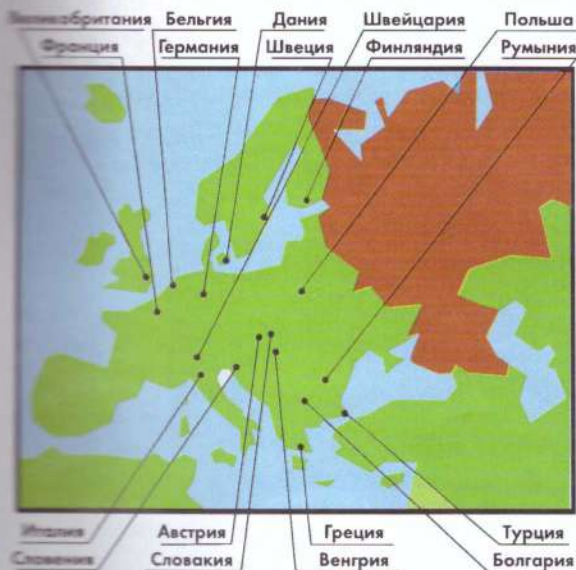 Великобритания Бельгия Дания Швейцария Польша
Франция Германия Швеция Финляндия Румыния
Италия Австрия Греция Турция
Словения Словакия Венгрия Болгария